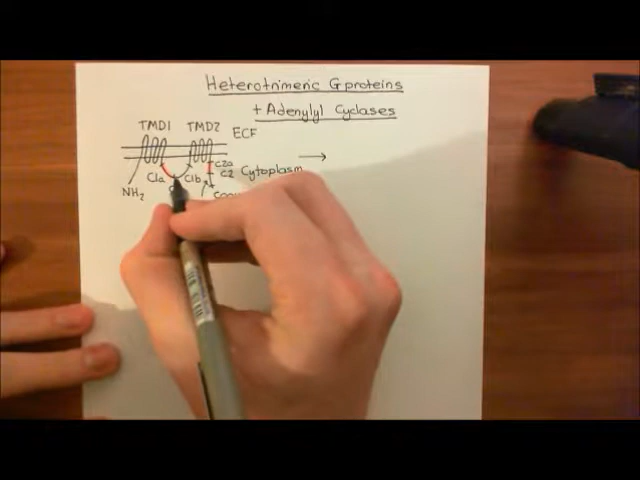 Heterotrimeric G proteins
+ Adenylyl Cyclases
TMD1 TMD2 ECF
C2a
C1a C1b C2 Cytoplasm
NH2